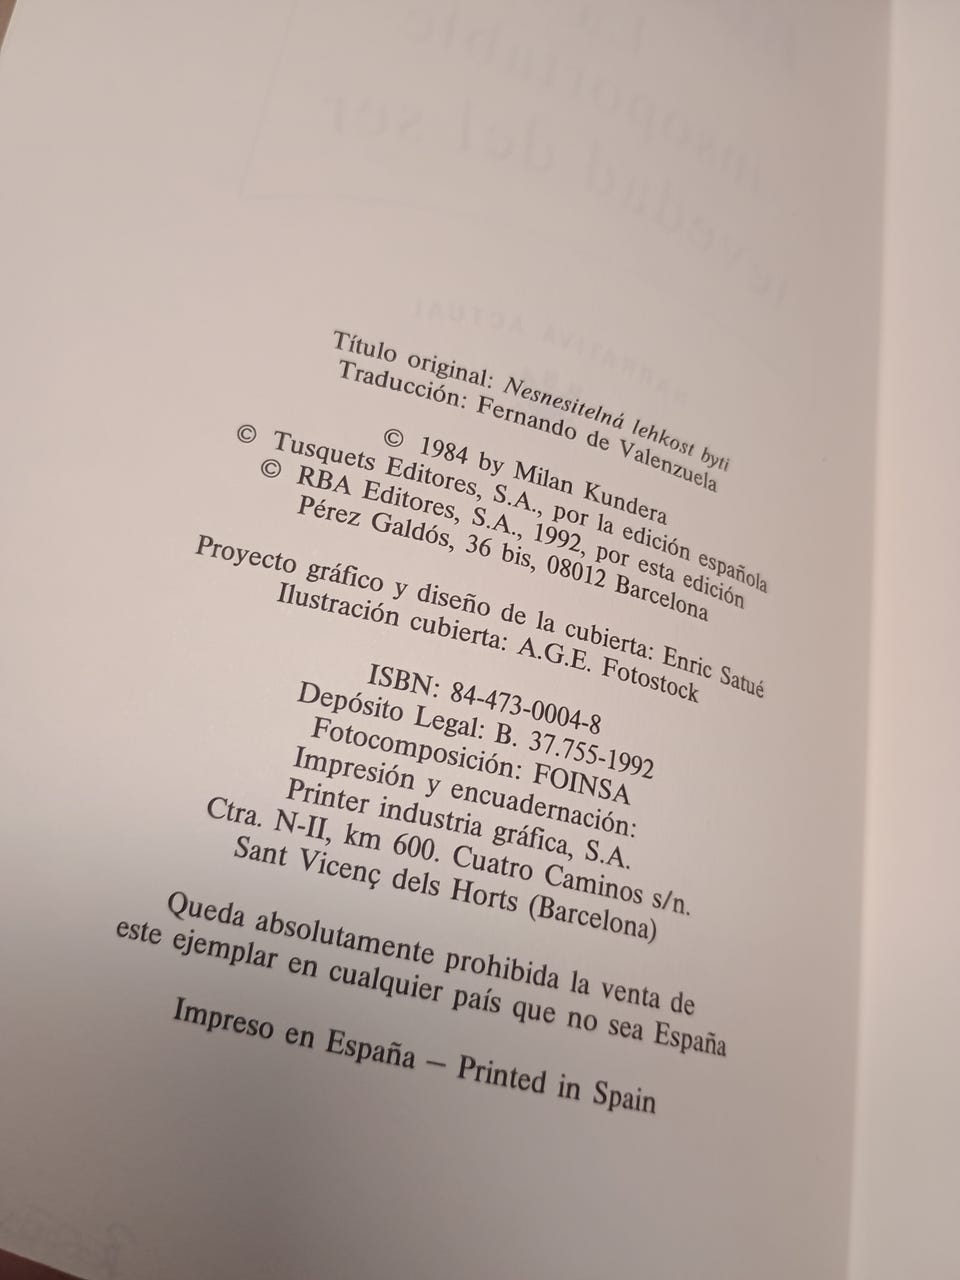 Título original: Nesnesitelná lehkost byti
Traducción: Fernando de Valenzuela
© 1984 by Milan Kundera
© Tusquets Editores, S.A., por la edición española
© RBA Editores, S.A., 1992, por esta edición
Pérez Galdós, 36 bis, 08012 Barcelona
Proyecto gráfico y diseño de la cubierta: Enric Satué
Ilustración cubierta: A.G.E. Fotostock
ISBN: 84-473-0004-8
Depósito Legal: B. 37.755-1992
Fotocomposición: FOINSA
Impresión y encuadernación:
Printer industria gráfica, S.A.
Ctra. N-II, km 600. Cuatro Caminos s/n.
Sant Vicenç dels Horts (Barcelona)
Queda absolutamente prohibida la venta de
este ejemplar en cualquier país que no sea España
Impreso en España — Printed in Spain